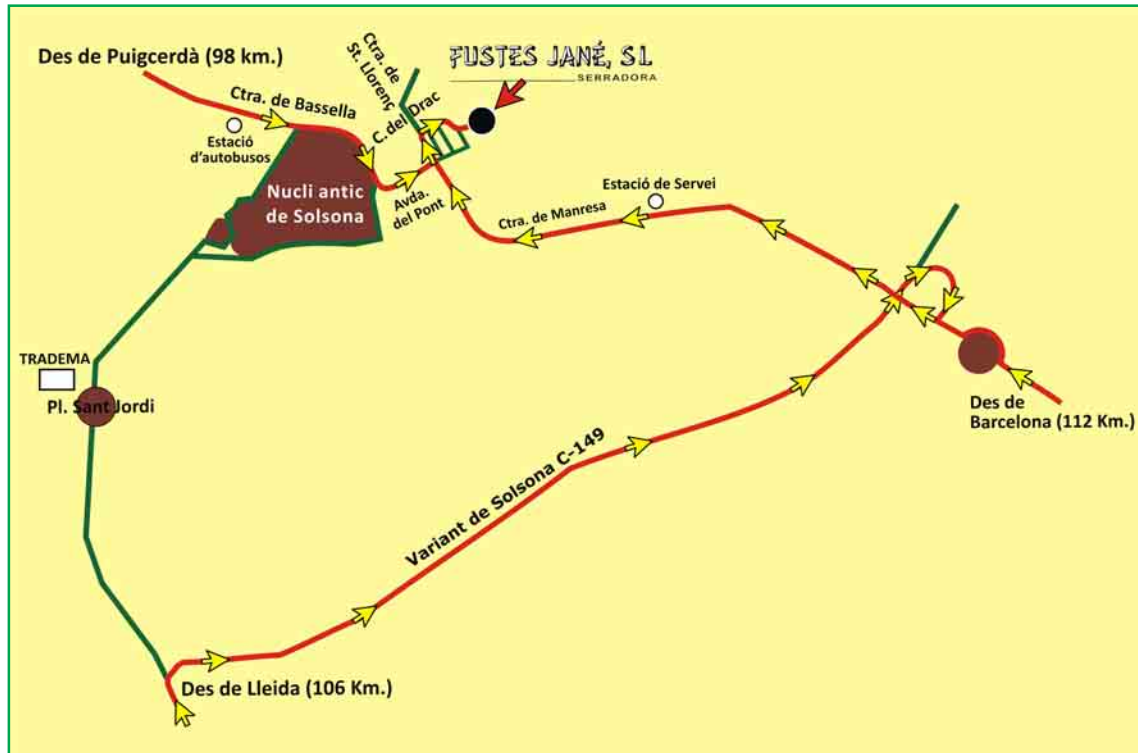 Des de Puigcerdà (98 km.)
Ctra. de
St. Llorenç
FUSTES JANÉ, S L
SERRADORA
Ctra. de Bassella
C. del Drac
Estació
d'autobusos
Nucli antic
de Solsona
Avda.
del Pont
Estació de Servei
Ctra. de Manresa
TRADEMA
Pl. Sant Jordi
Des de
Barcelona (112 Km.)
Variant de Solsona C-149
Des de Lleida (106 Km.)